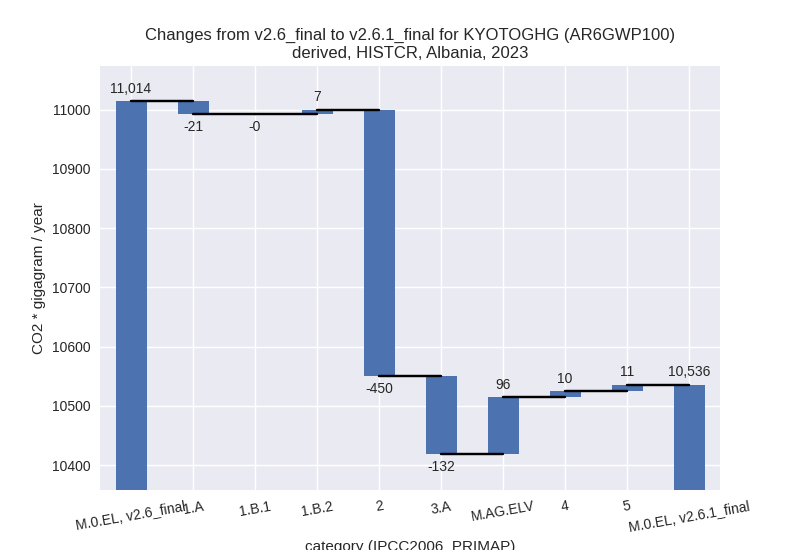 Changes from v2.6_final to v2.6.1_final for KYOTOGHG (AR6GWP100)
derived, HISTCR, Albania, 2023
CO2 * gigagram / year
11000
10900
10800
10700
10600
10500
10400
11,014
-21
-0
7
-450
-132
96
10
11
10,536
M.0.EL, v2.6_final
1.A
1.B.1
1.B.2
2
3.A
M.AG.ELV
4
5
M.0.EL, v2.6.1_final
category (IPCC2006_PRIMAP)